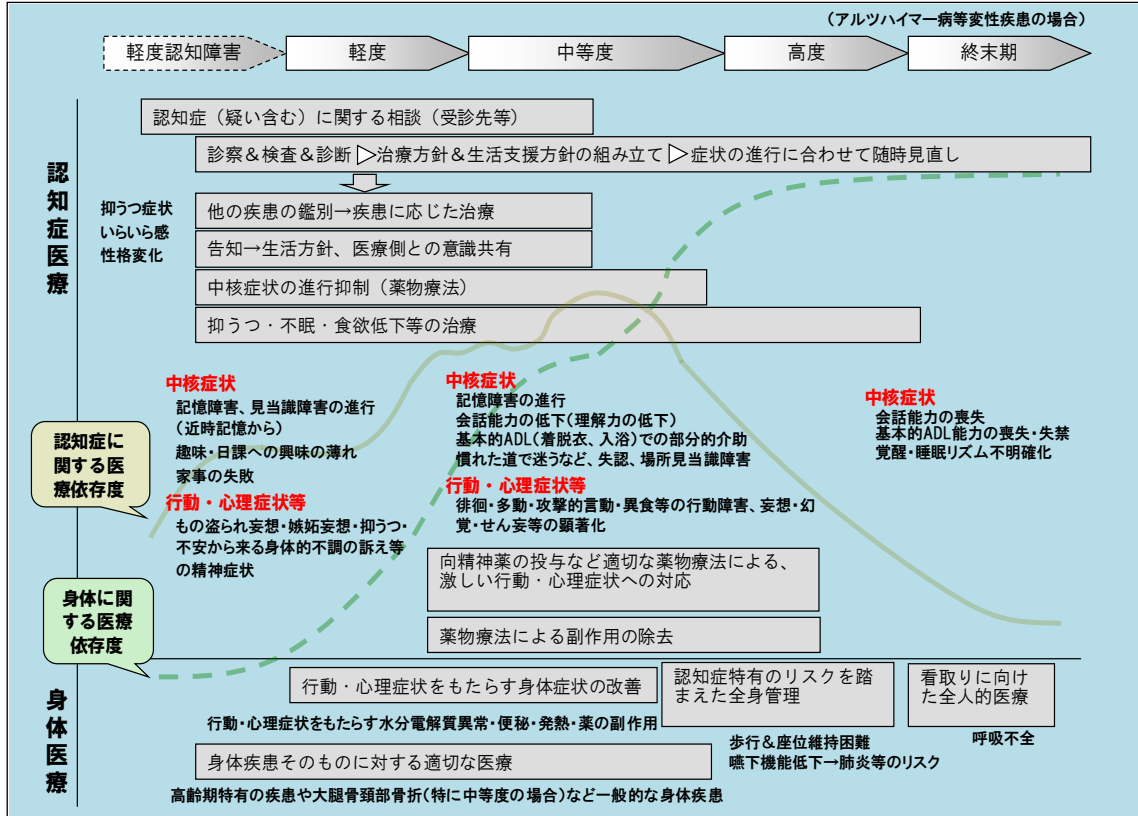 （アルツハイマー病等変性疾患の場合）
軽度認知障害
軽度
中等度
高度
終末期
認知症医療
認知症（疑い含む）に関する相談（受診先等）
診察＆検査＆診断 ▷治療方針＆生活支援方針の組み立て ▷症状の進行に合わせて随時見直し
抑うつ症状
いらいら感
性格変化
他の疾患の鑑別→疾患に応じた治療
告知→生活方針、医療側との意識共有
中核症状の進行抑制（薬物療法）
抑うつ・不眠・食欲低下等の治療
中核症状
記憶障害、見当識障害の進行
（近時記憶から）
趣味・日課への興味の薄れ
家事の失敗
行動・心理症状等
もの盗られ妄想・嫉妬妄想・抑うつ・
不安から来る身体的不調の訴え等
の精神症状
中核症状
記憶障害の進行
会話能力の低下(理解力の低下)
基本的ADL(着脱衣、入浴)での部分的介助
慣れた道で迷うなど、失認、場所見当識障害
行動・心理症状等
徘徊・多動・攻撃的言動・異食等の行動障害、妄想・幻
覚・せん妄等の顕著化
中核症状
会話能力の喪失
基本的ADL能力の喪失・失禁
覚醒・睡眠リズム不明確化
認知症に
関する医
療依存度
向精神薬の投与など適切な薬物療法による、
激しい行動・心理症状への対応
薬物療法による副作用の除去
身体に関
する医療
依存度
身体医療
行動・心理症状をもたらす身体症状の改善
行動・心理症状をもたらす水分電解質異常・便秘・発熱・薬の副作用
認知症特有のリスクを踏
まえた全身管理
歩行＆座位維持困難
嚥下機能低下→肺炎等のリスク
看取りに向け
た全人的医療
呼吸不全
身体疾患そのものに対する適切な医療
高齢期特有の疾患や大腿骨頚部骨折(特に中等度の場合)など一般的な身体疾患